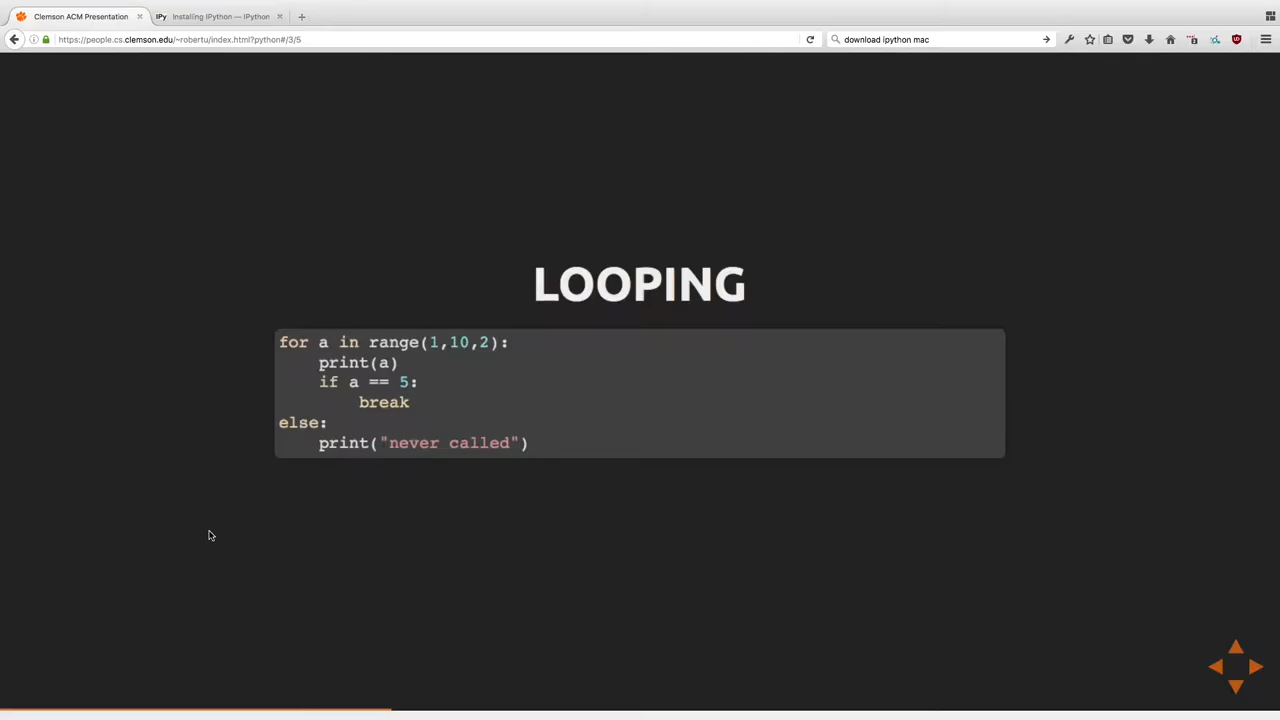 Clemson ACM Presentation
IPy Installing IPython — IPython
https://people.cs.clemson.edu/~robertu/index.html?python#/3/5
download ipython mac
LOOPING
for a in range(1,10,2):
    print(a)
    if a == 5:
        break
else:
    print("never called")